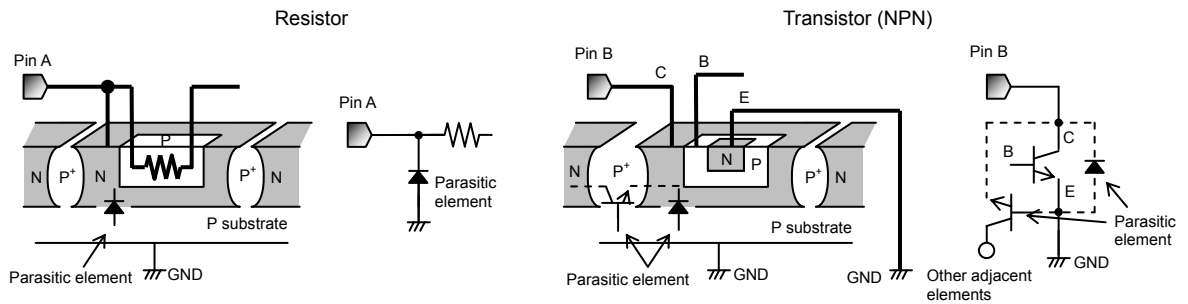 Resistor
Transistor (NPN)
Pin A
N
P+
N
P
P+
N
P substrate
Parasitic element
GND
Pin A
Parasitic
element
Pin B
C
B
E
N
P+
N
N
P
P+
N
P substrate
Parasitic element
GND
GND
Pin B
C
B
E
Parasitic
element
GND
Other adjacent
elements